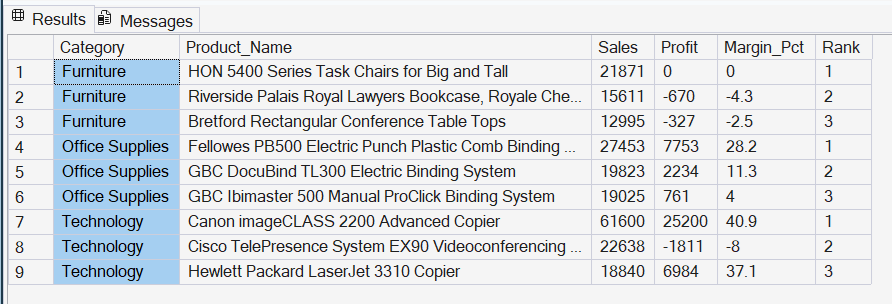 Results Messages
Category Product_Name Sales Profit Margin_Pct Rank
1 Furniture HON 5400 Series Task Chairs for Big and Tall 21871 0 0 1
2 Furniture Riverside Palais Royal Lawyers Bookcase, Royale Che... 15611 -670 -4.3 2
3 Furniture Bretford Rectangular Conference Table Tops 12995 -327 -2.5 3
4 Office Supplies Fellowes PB500 Electric Punch Plastic Comb Binding ... 27453 7753 28.2 1
5 Office Supplies GBC DocuBind TL300 Electric Binding System 19823 2234 11.3 2
6 Office Supplies GBC Ibimaster 500 Manual ProClick Binding System 19025 761 4 3
7 Technology Canon imageCLASS 2200 Advanced Copier 61600 25200 40.9 1
8 Technology Cisco TelePresence System EX90 Videoconferencing ... 22638 -1811 -8 2
9 Technology Hewlett Packard LaserJet 3310 Copier 18840 6984 37.1 3